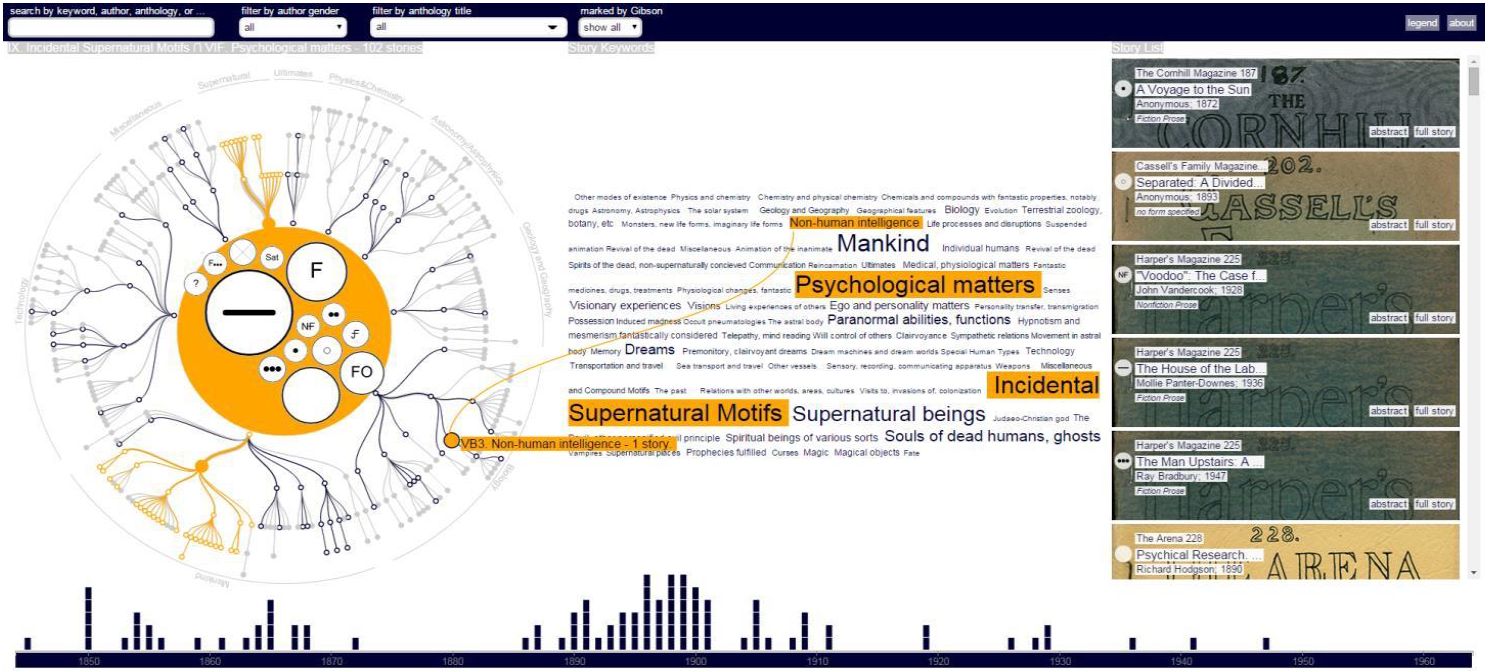 search by keyword, author, anthology, or ...
filter by author gender
filter by anthology title
marked by Gibson
all
all
show all
legend
about
IX. Incidental Supernatural Motifs ∩ VIF. Psychological matters - 102 stories
Story Keywords
Story List
Miscellaneous
Supernatural
Ultimates
Physics&Chemistry
Astronomy/Astrophysics
Geology and Geography
Biology
Mankind
Technology
F...
Sat
?
F
NF
FO
VB3. Non-human intelligence - 1 story.
Other modes of existence Physics and chemistry Chemistry and physical chemistry Chemicals and compounds with fantastic properties, notably
drugs Astronomy, Astrophysics The solar system Geology and Geography Geographical features Biology Evolution Terrestrial zoology,
botany, etc Monsters, new life forms, imaginary life forms Non-human intelligence Life processes and disruptions Suspended
animation Revival of the dead Miscellaneous Animation of the inanimate Mankind Individual humans Revival of the dead
Spirits of the dead, non-supernaturally concieved Communication Reincarnation Ultimates Medical, physiological matters Fantastic
medicines, drugs, treatments Physiological changes, fantastic Psychological matters Senses
Visionary experiences Visions Living experiences of others Ego and personality matters Personality transfer, transmigration
Possession Induced madness Occult pneumatologies The astral body Paranormal abilities, functions Hypnotism and
mesmerism fantastically considered Telepathy, mind reading Will control of others Clairvoyance Sympathetic relations Movement in astral
body Memory Dreams Premonitory, clairvoyant dreams Dream machines and dream worlds Special Human Types Technology
Transportation and travel Sea transport and travel Other vessels. Sensory, recording, communicating apparatus Weapons Miscellaneous
and Compound Motifs The past Relations with other worlds, areas, cultures Visits to, invasions of, colonization Incidental
Supernatural Motifs Supernatural beings Judaeo-Christian god The
evil principle Spiritual beings of various sorts Souls of dead humans, ghosts
Vampires Supernatural places Prophecies fulfilled Curses Magic Magical objects Fate
The Cornhill Magazine 187
A Voyage to the Sun
Anonymous; 1872
Fiction Prose
abstract
full story
187.
THE
CORNHILL
Cassell's Family Magazine...
Separated: A Divided...
Anonymous; 1893
no form specified
abstract
full story
202.
CASSELL'S
NF
Harper's Magazine 225
"Voodoo": The Case f...
John Vandercook; 1928
Nonfiction Prose
abstract
full story
225.
Harper's
Harper's Magazine 225
The House of the Lab...
Mollie Panter-Downes; 1936
Fiction Prose
abstract
full story
225.
Harper's
Harper's Magazine 225
The Man Upstairs: A ...
Ray Bradbury; 1947
Fiction Prose
abstract
full story
225.
Harper's
The Arena 228
Psychical Research. ...
Richard Hodgson; 1890
228.
THE ARENA
1850
1860
1870
1880
1890
1900
1910
1920
1930
1940
1950
1960